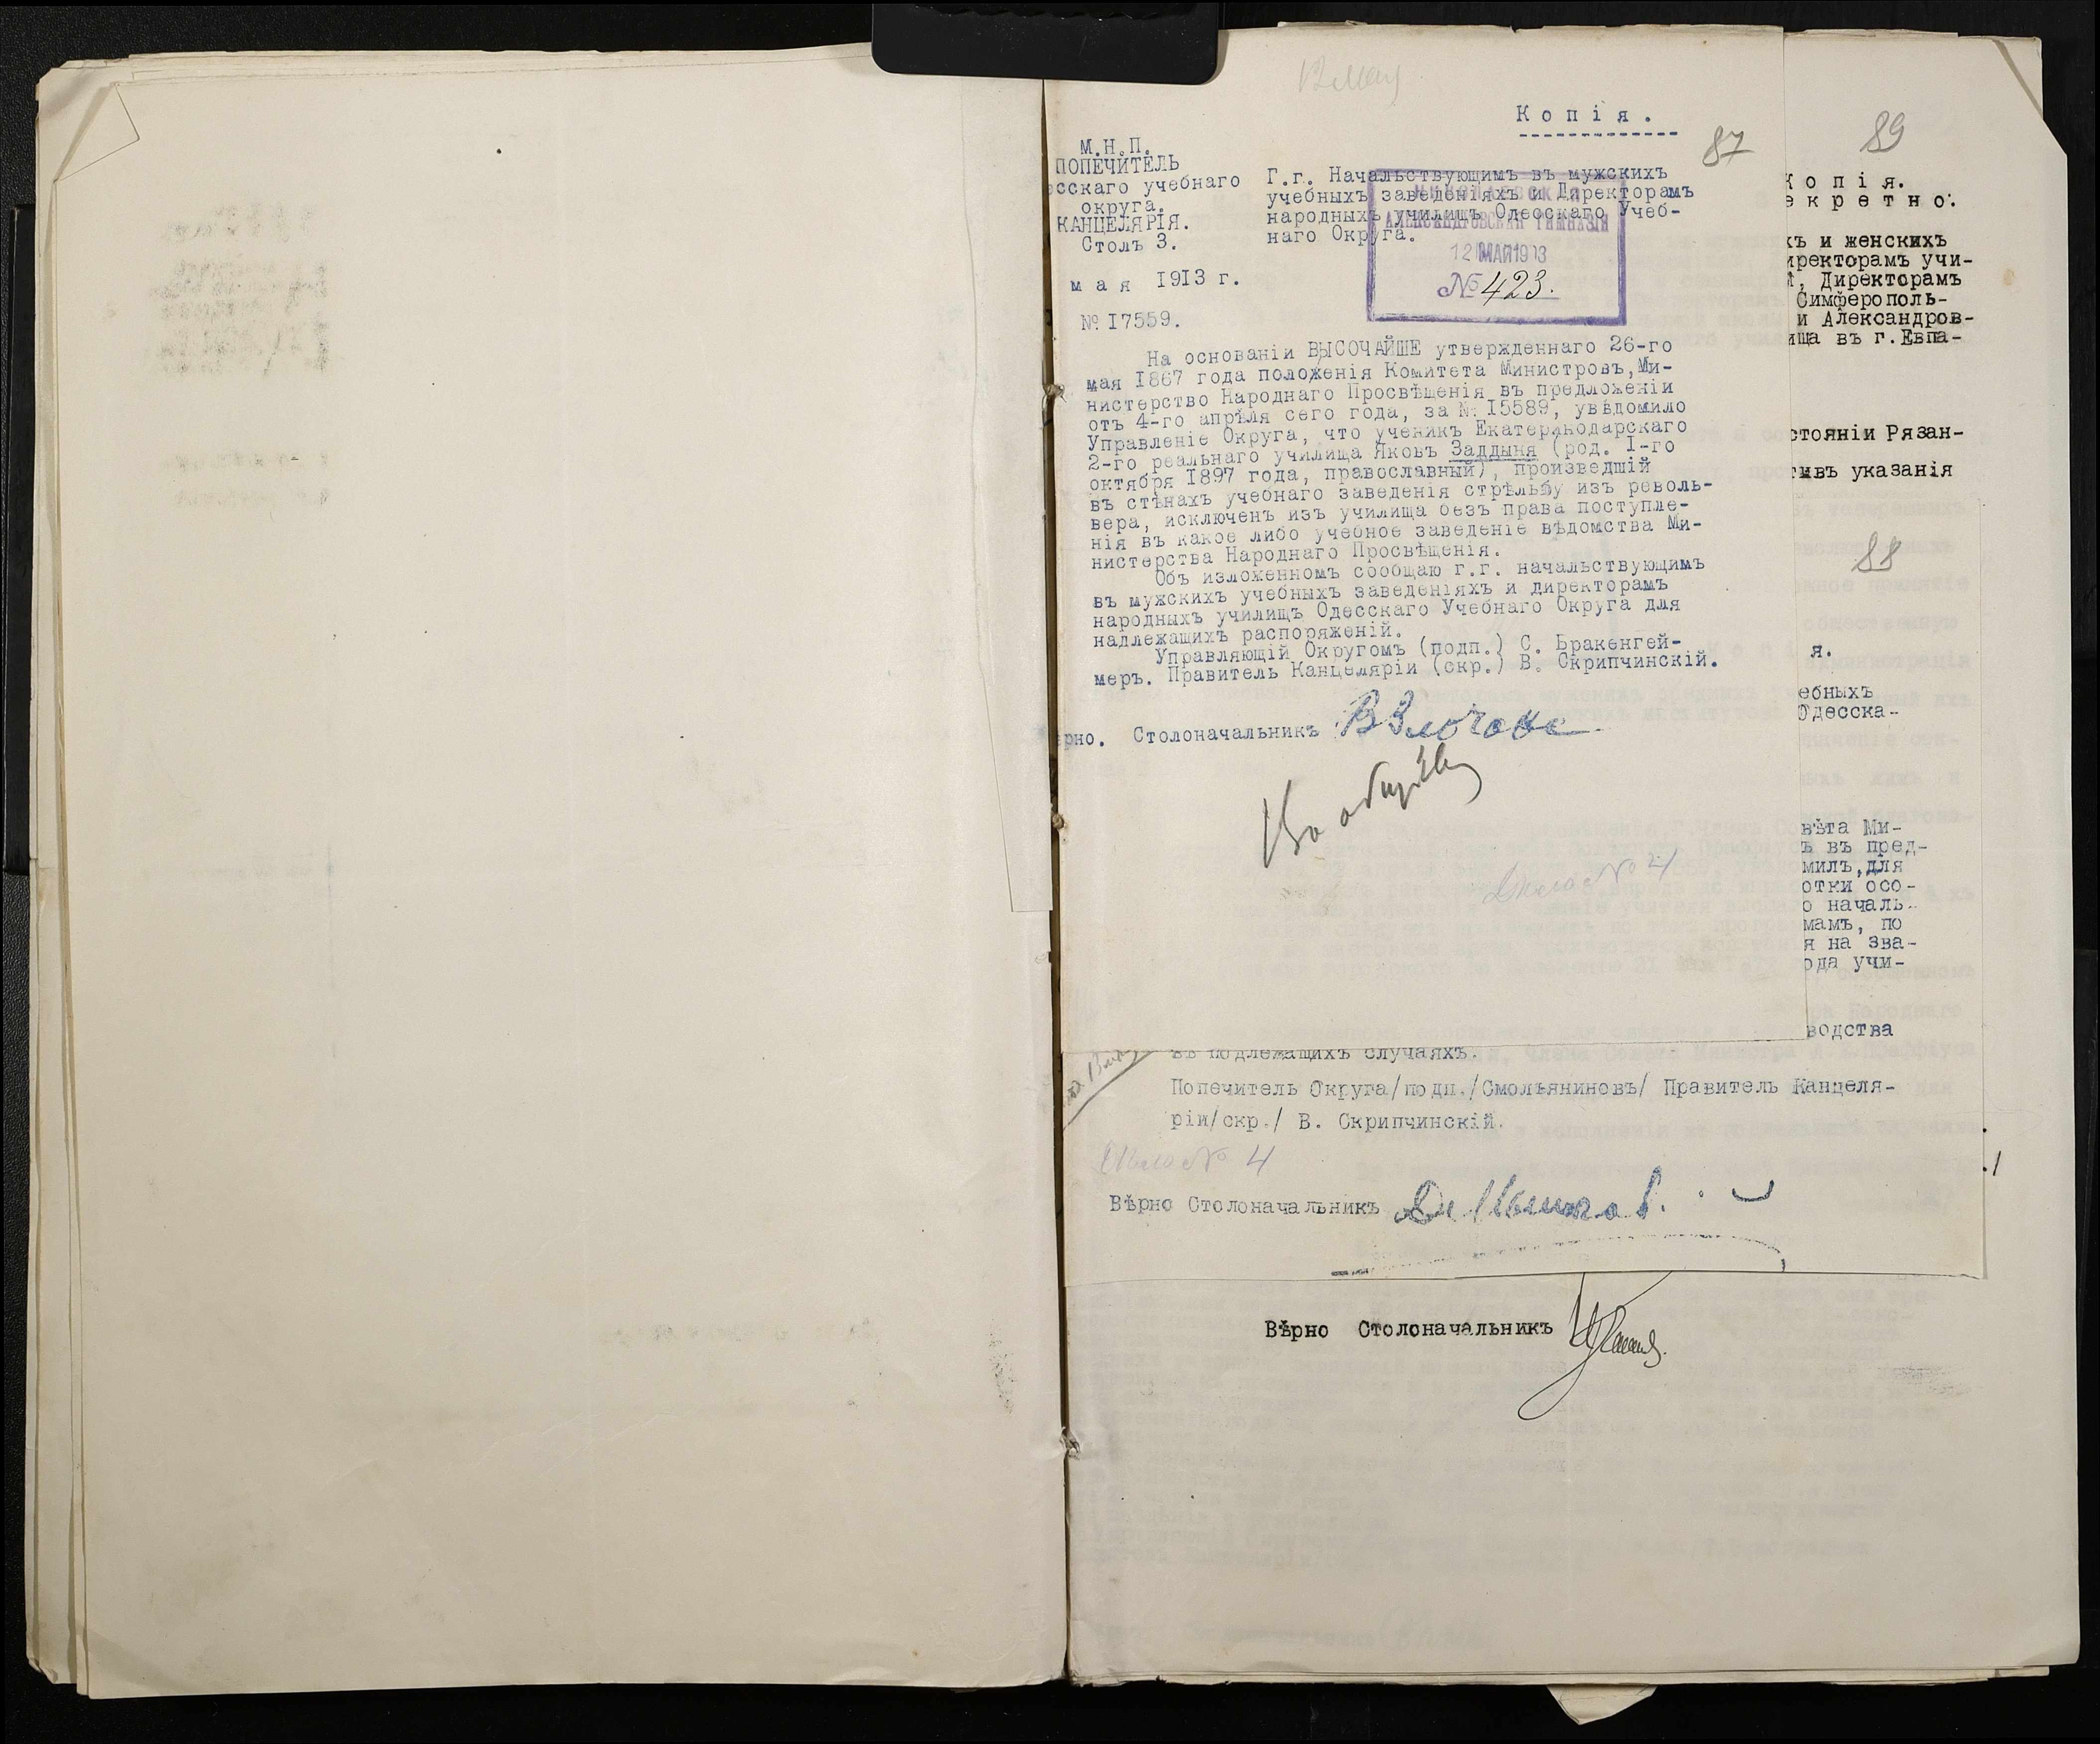 Копія.
87
М.Н.П.
ПОПЕЧИТЕЛЬ
сскаго учебнаго
округа.
КАНЦЕЛЯРІЯ.
Столъ 3.
мая 1913 г.
№ 17559.
Г.г. Начальствующимъ въ мужскихъ
учебныхъ заведеніяхъ и Директорамъ
народныхъ училищъ Одесскаго Учеб-
наго Округа.
НИКОЛАЕВСКАЯ
АЛЕКСАНДРОВСКАЯ ГИМНАЗІЯ
12 МАЯ 1913
№ 423.
На основаніи ВЫСОЧАЙШЕ утвержденнаго 26-го
мая 1867 года положенія Комитета Министровъ, Ми-
нистерство Народнаго Просвѣщенія въ предложеніи
отъ 4-го апрѣля сего года, за № 15589, увѣдомило
Управленіе Округа, что ученикъ Екатеринодарскаго
2-го реальнаго училища Яковъ Заддыня (род. 1-го
октября 1897 года, православный), произведшій
въ стѣнахъ учебнаго заведенія стрѣльбу изъ револь-
вера, исключенъ изъ училища безъ права поступле-
нія въ какое либо учебное заведеніе вѣдомства Ми-
нистерства Народнаго Просвѣщенія.
Объ изложенномъ сообщаю г.г. начальствующимъ
въ мужскихъ учебныхъ заведеніяхъ и директорамъ
народныхъ училищъ Одесскаго Учебнаго Округа для
надлежащихъ распоряженій.
Управляющій Округомъ (подп.) С. Бракенгей-
меръ. Правитель Канцеляріи (скр.) В. Скрипчинскій.
рно. Столоначальникъ
№ 4
въ подлежащихъ случаяхъ.
Попечитель Округа/подп./Смольяниновъ/ Правитель Канцеля-
ріи/скр./ В. Скрипчинскій.
№ 4
Вѣрно Столоначальникъ
Вѣрно Столоначальникъ
89
Копія.
екретно.
хъ и женскихъ
иректорамъ учи-
, Директорамъ
Симферополь-
и Александров-
ища въ г. Евпа-
стояніи Рязан-
тивъ указанія
88
я.
ебныхъ
Одесска-
вѣта Ми-
ъ въ пред-
милъ, для
отки осо-
о началь-
мамъ, по
я на зва-
ода учи-
водства